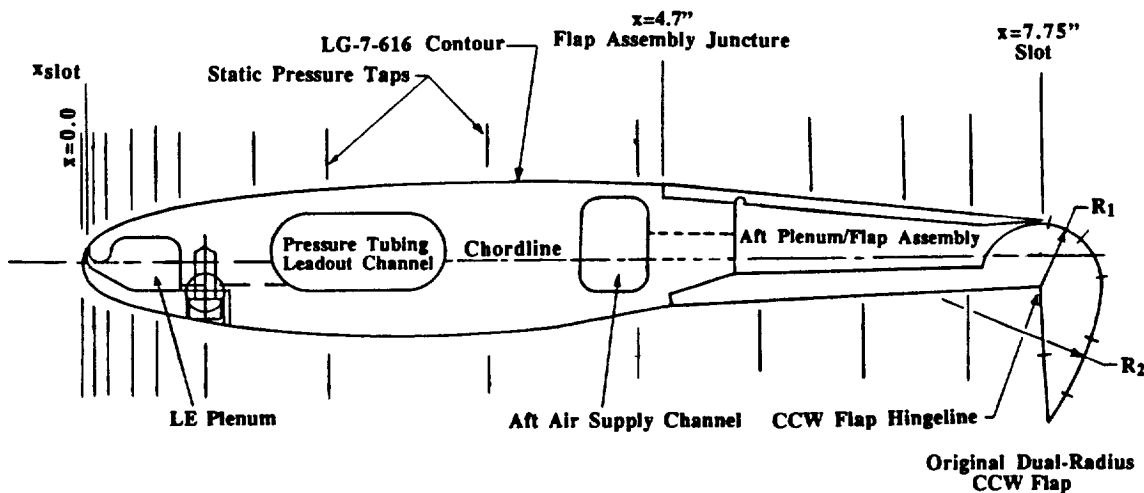 x=4.7"
LG-7-616 Contour
Flap Assembly Juncture
x=7.75"
Slot
xslot
Static Pressure Taps
x=0.0
R1
Pressure Tubing
Leadout Channel
Chordline
Aft Plenum/Flap Assembly
R2
LE Plenum
Aft Air Supply Channel
CCW Flap Hingeline
Original Dual-Radius
CCW Flap